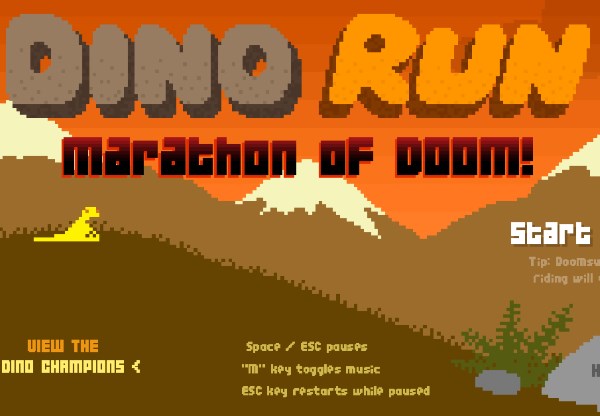 DINO RUN
marathon of DOOM!
Start
Tip: Doomsu
riding will
VIEW THE
DINO CHAMPIONS <
Space / ESC pauses
"M" key toggles music
ESC key restarts while paused
H